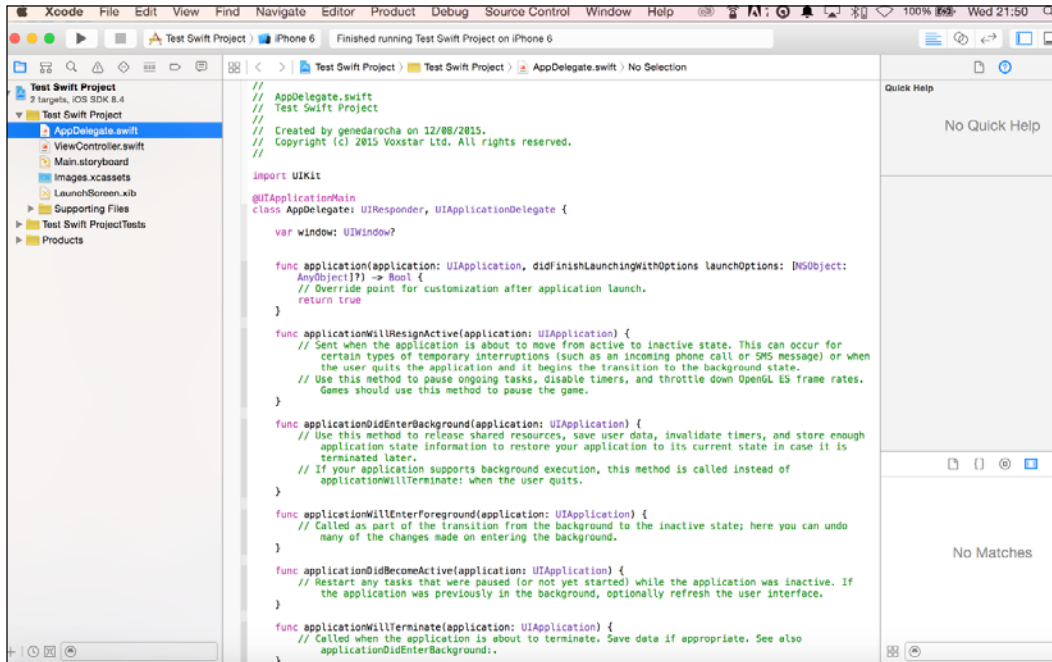 Xcode File Edit View Find Navigate Editor Product Debug Source Control Window Help 100% Wed 21:50
Test Swift Project iPhone 6 Finished running Test Swift Project on iPhone 6
Test Swift Project Test Swift Project AppDelegate.swift No Selection
Test Swift Project
2 targets, iOS SDK 8.4
Test Swift Project
AppDelegate.swift
ViewController.swift
Main.storyboard
Images.xcassets
LaunchScreen.xib
Supporting Files
Test Swift ProjectTests
Products
//
// AppDelegate.swift
// Test Swift Project
//
// Created by genedarocha on 12/08/2015.
// Copyright (c) 2015 Voxstar Ltd. All rights reserved.
//
import UIKit
@UIApplicationMain
class AppDelegate: UIResponder, UIApplicationDelegate {
var window: UIWindow?
func application(application: UIApplication, didFinishLaunchingWithOptions launchOptions: [NSObject:
AnyObject]?) -> Bool {
// Override point for customization after application launch.
return true
}
func applicationWillResignActive(application: UIApplication) {
// Sent when the application is about to move from active to inactive state. This can occur for
certain types of temporary interruptions (such as an incoming phone call or SMS message) or when
the user quits the application and it begins the transition to the background state.
// Use this method to pause ongoing tasks, disable timers, and throttle down OpenGL ES frame rates.
Games should use this method to pause the game.
}
func applicationDidEnterBackground(application: UIApplication) {
// Use this method to release shared resources, save user data, invalidate timers, and store enough
application state information to restore your application to its current state in case it is
terminated later.
// If your application supports background execution, this method is called instead of
applicationWillTerminate: when the user quits.
}
func applicationWillEnterForeground(application: UIApplication) {
// Called as part of the transition from the background to the inactive state; here you can undo
many of the changes made on entering the background.
}
func applicationDidBecomeActive(application: UIApplication) {
// Restart any tasks that were paused (or not yet started) while the application was inactive. If
the application was previously in the background, optionally refresh the user interface.
}
func applicationWillTerminate(application: UIApplication) {
// Called when the application is about to terminate. Save data if appropriate. See also
applicationDidEnterBackground:.
}
Quick Help
No Quick Help
No Matches